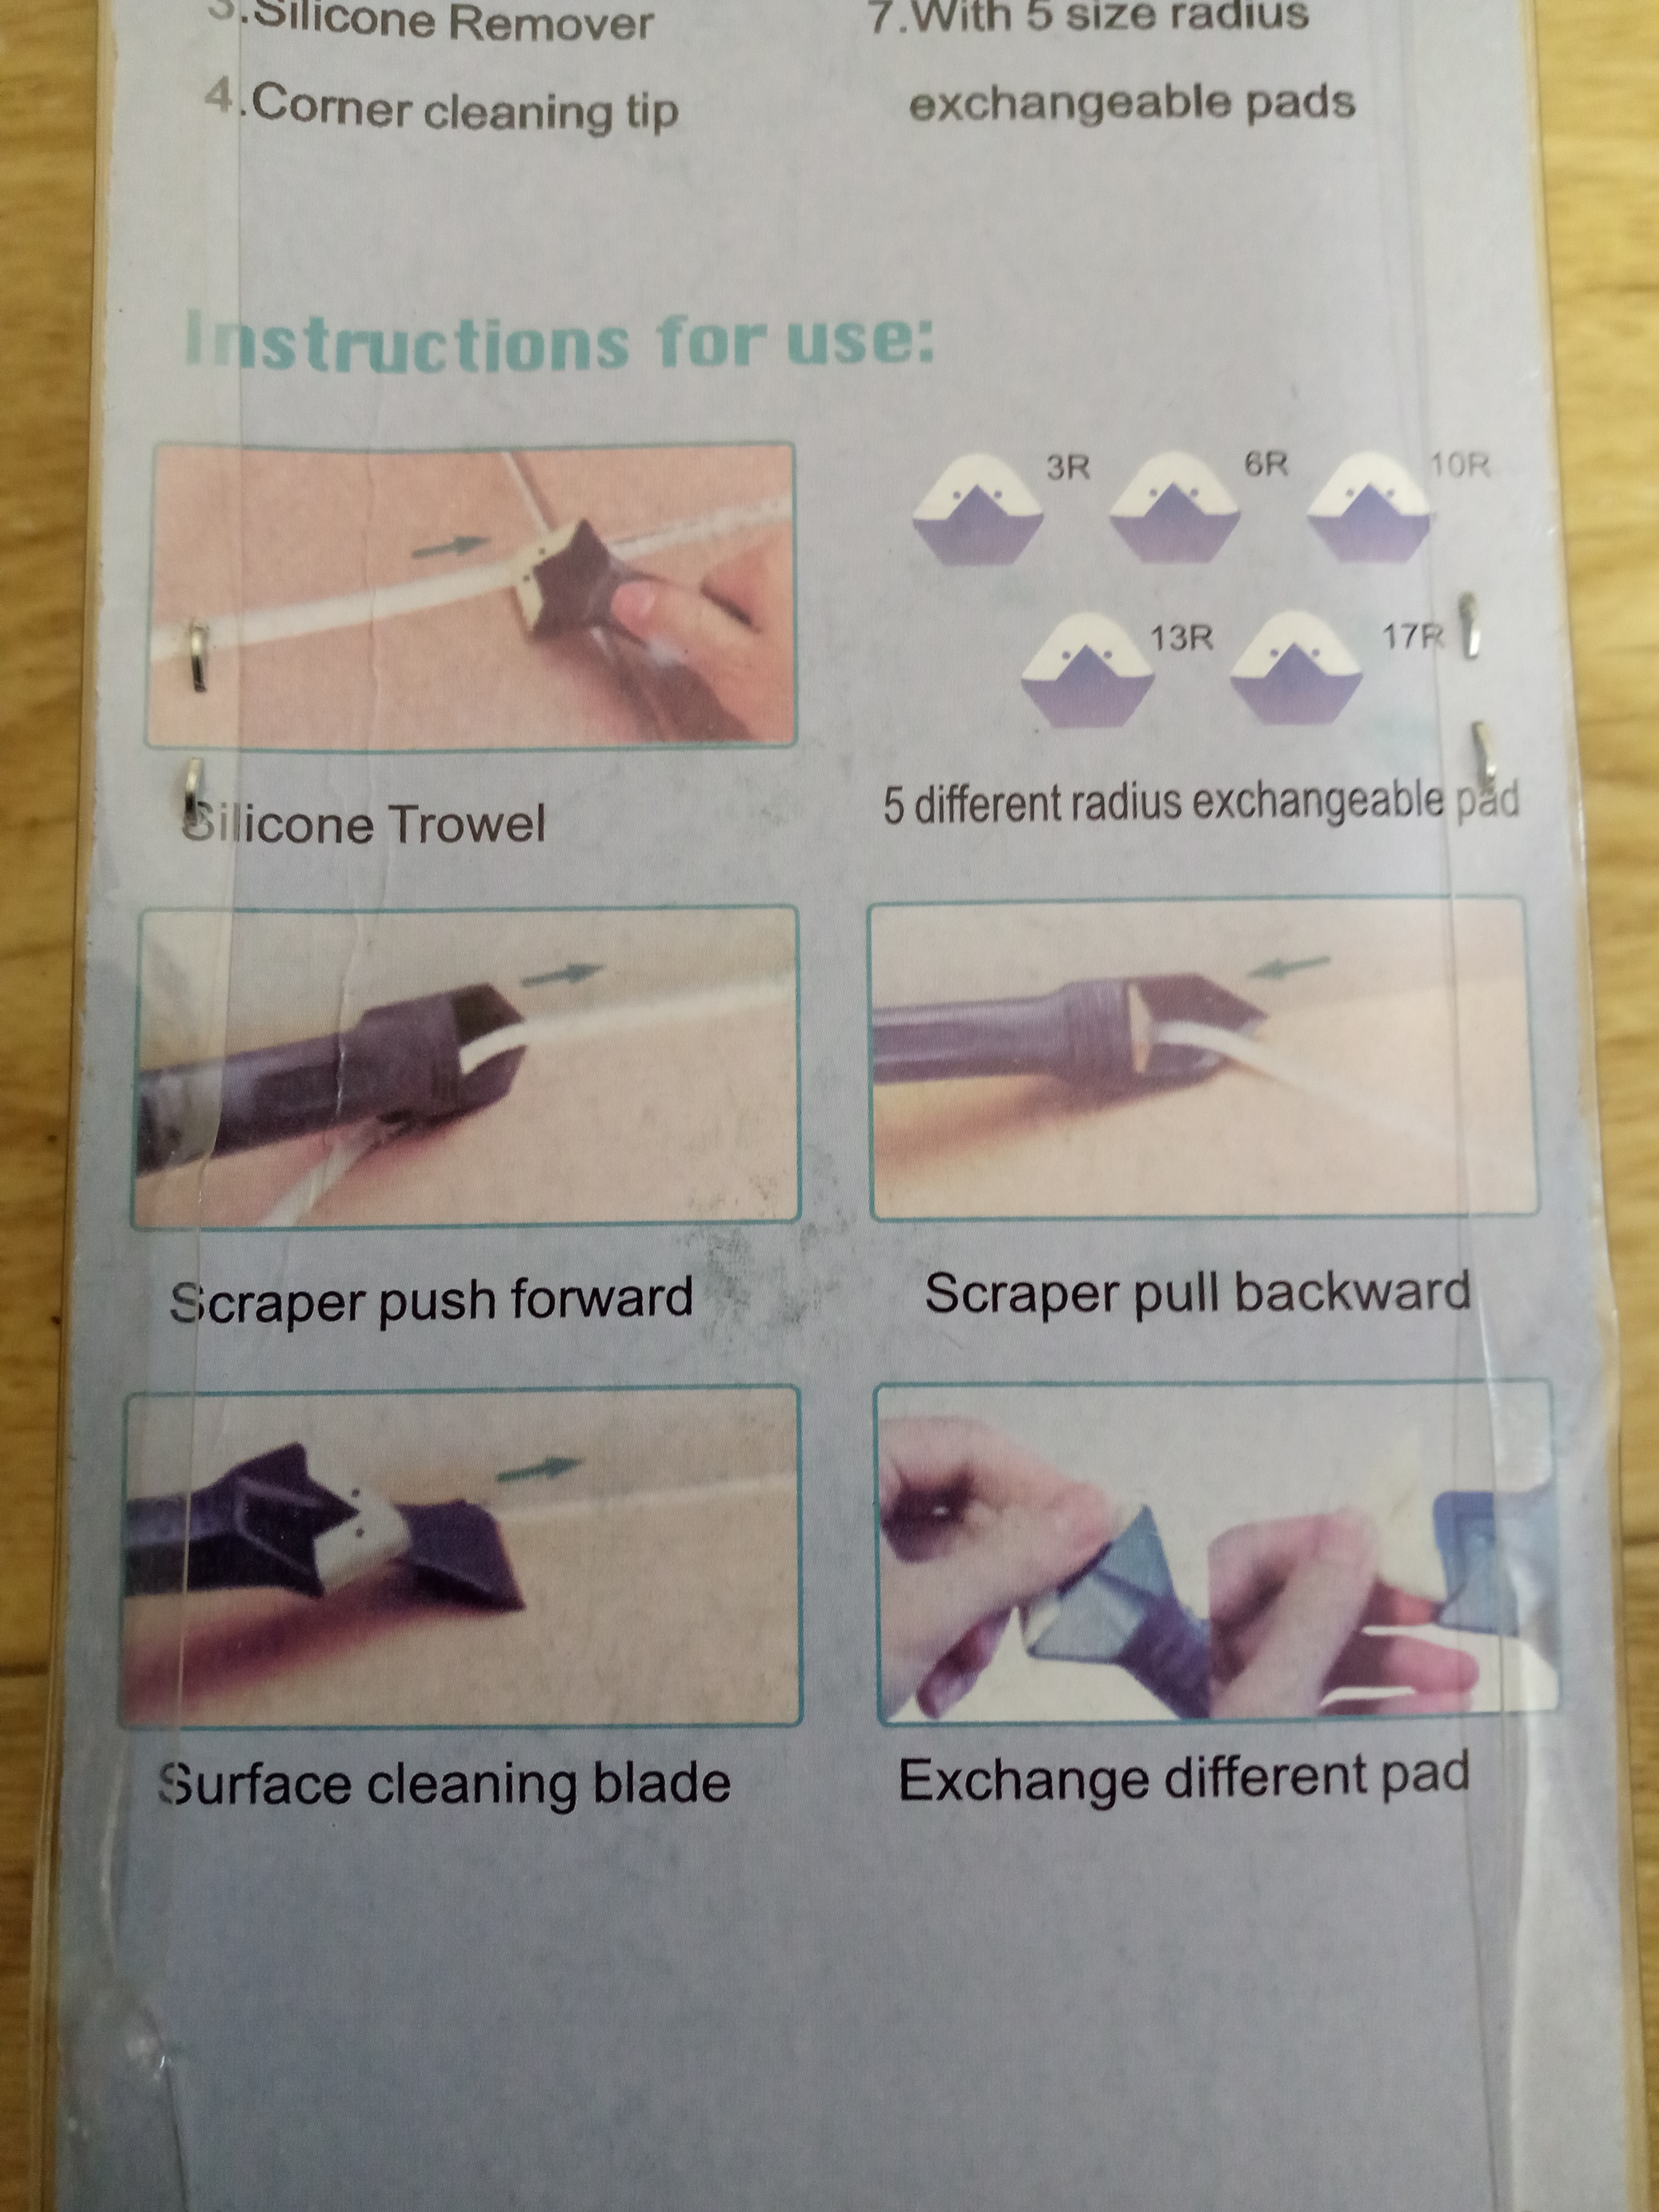 3.Silicone Remover
4.Corner cleaning tip
7.With 5 size radius
exchangeable pads
Instructions for use:
3R
6R
10R
13R
17R
Silicone Trowel
5 different radius exchangeable pad
Scraper push forward
Scraper pull backward
Surface cleaning blade
Exchange different pad